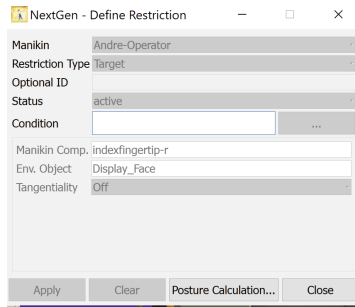 NextGen - Define Restriction
Manikin Andre-Operator
Restriction Type Target
Optional ID
Status active
Condition ...
Manikin Comp. indexfingertip-r
Env. Object Display_Face
Tangentiality Off
Apply Clear Posture Calculation... Close